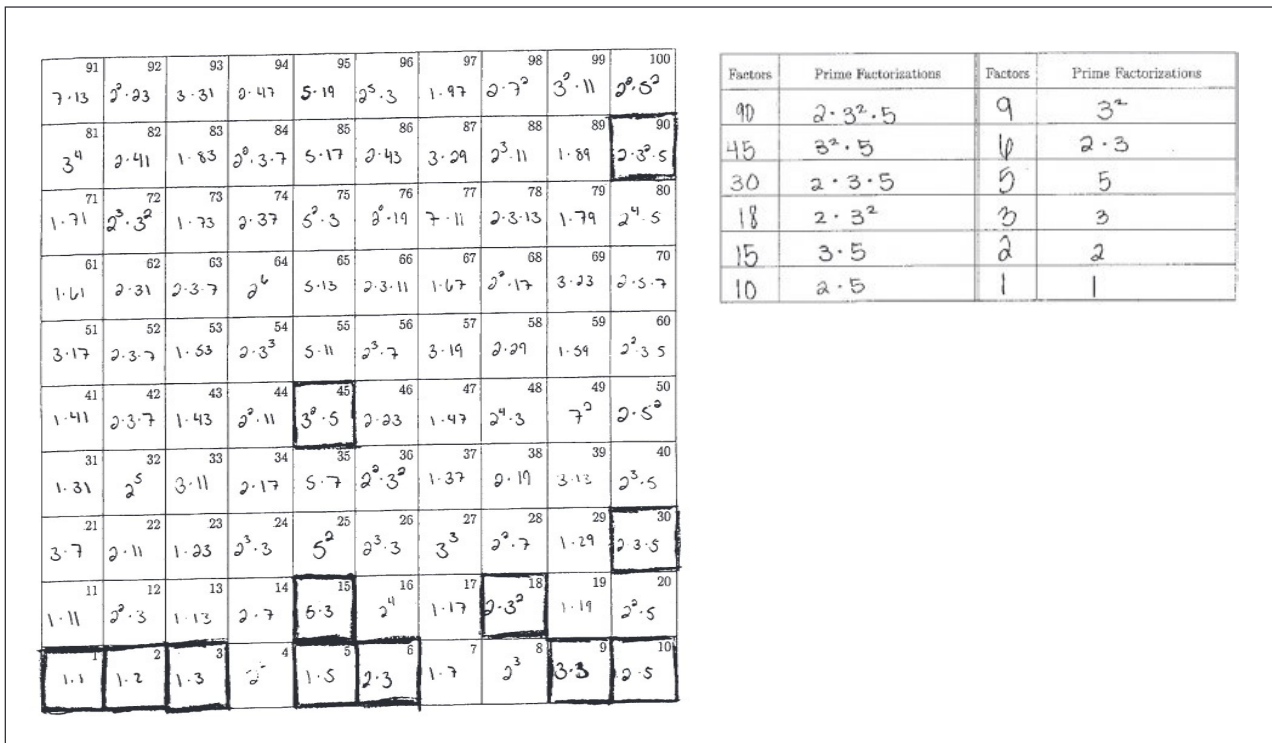 91 92 93 94 95 96 97 98 99 100
7·13 2²·23 3·31 2·47 5·19 2⁵·3 1·97 2·7² 3²·11 2²·5²
81 82 83 84 85 86 87 88 89 90
3⁴ 2·41 1·83 2²·3·7 5·17 2·43 3·29 2³·11 1·89 2·3²·5
71 72 73 74 75 76 77 78 79 80
1·71 2³·3² 1·73 2·37 5²·3 2²·19 7·11 2·3·13 1·79 2⁴·5
61 62 63 64 65 66 67 68 69 70
1·61 2·31 2·3·7 2⁶ 5·13 2·3·11 1·67 2²·17 3·23 2·5·7
51 52 53 54 55 56 57 58 59 60
3·17 2·3·7 1·53 2·3³ 5·11 2³·7 3·19 2·29 1·59 2²·3 5
41 42 43 44 45 46 47 48 49 50
1·41 2·3·7 1·43 2²·11 3²·5 2·23 1·47 2⁴·3 7² 2·5²
31 32 33 34 35 36 37 38 39 40
1·31 2⁵ 3·11 2·17 5·7 2²·3² 1·37 2·19 3·13 2³·5
21 22 23 24 25 26 27 28 29 30
3·7 2·11 1·23 2³·3 5² 2³·3 3³ 2²·7 1·29 2·3·5
11 12 13 14 15 16 17 18 19 20
1·11 2²·3 1·13 2·7 5·3 2⁴ 1·17 2·3² 1·19 2²·5
1 2 3 4 5 6 7 8 9 10
1·1 1·2 1·3 2² 1·5 2·3 1·7 2³ 3·3 2·5
Factors Prime Factorizations Factors Prime Factorizations
90 2·3²·5 9 3²
45 3²·5 6 2·3
30 2·3·5 5 5
18 2·3² 3 3
15 3·5 2 2
10 2·5 1 1